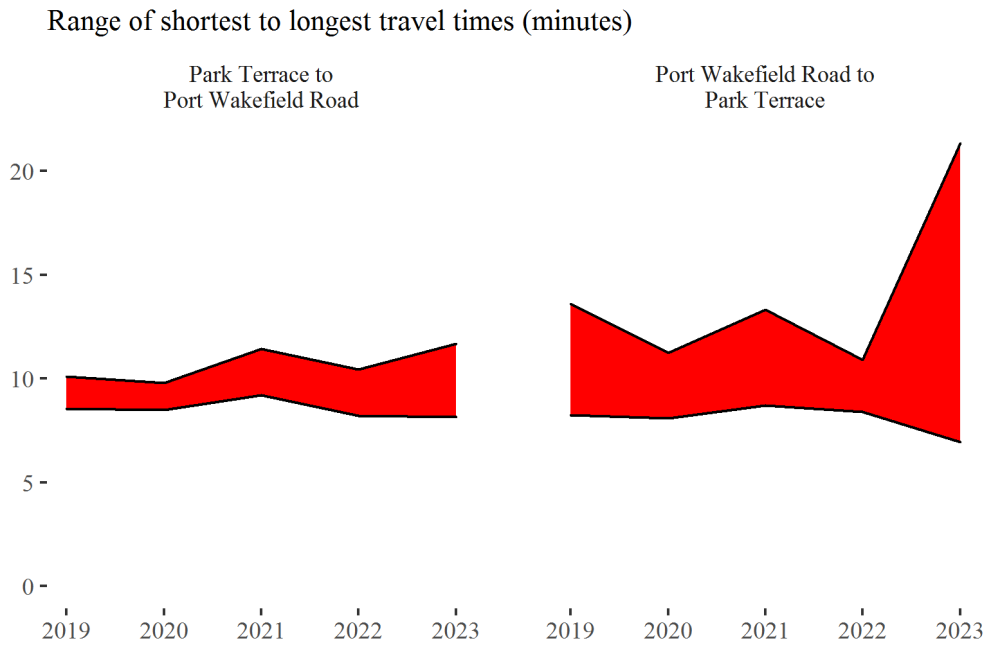 Range of shortest to longest travel times (minutes)
Park Terrace to
Port Wakefield Road
Port Wakefield Road to
Park Terrace
20
15
10
5
0
2019 2020 2021 2022 2023
2019 2020 2021 2022 2023